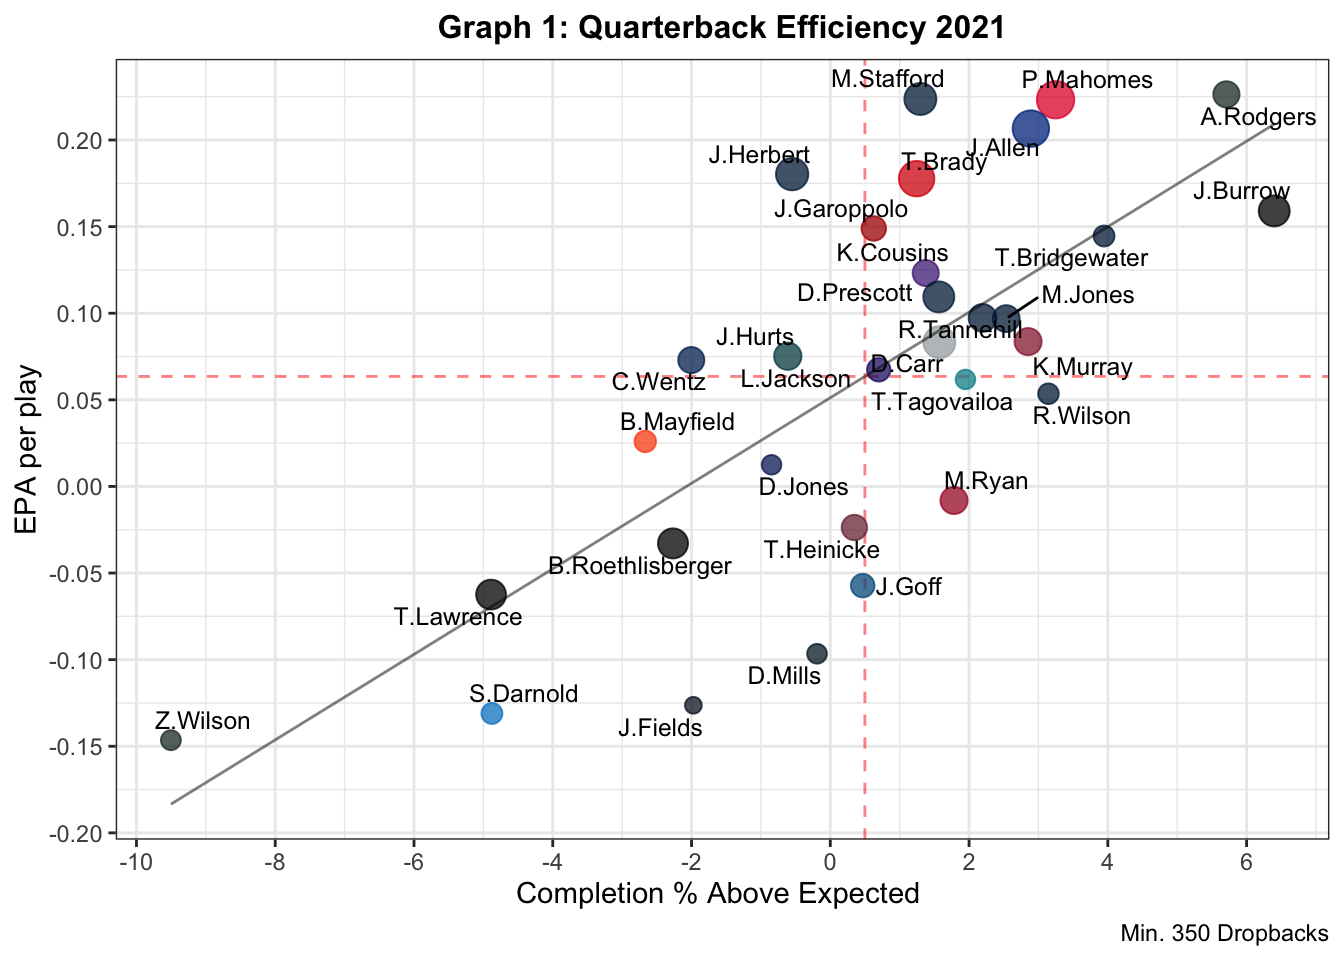 Graph 1: Quarterback Efficiency 2021
M.Stafford
P.Mahomes
A.Rodgers
J.Allen
J.Herbert
T.Brady
J.Burrow
J.Garoppolo
K.Cousins
T.Bridgewater
D.Prescott
M.Jones
R.Tannehill
J.Hurts
D.Carr
K.Murray
C.Wentz
L.Jackson
T.Tagovailoa
R.Wilson
B.Mayfield
D.Jones
M.Ryan
T.Heinicke
B.Roethlisberger
J.Goff
T.Lawrence
D.Mills
S.Darnold
J.Fields
Z.Wilson
EPA per play
0.20
0.15
0.10
0.05
0.00
-0.05
-0.10
-0.15
-0.20
-10 -8 -6 -4 -2 0 2 4 6
Completion % Above Expected
Min. 350 Dropbacks